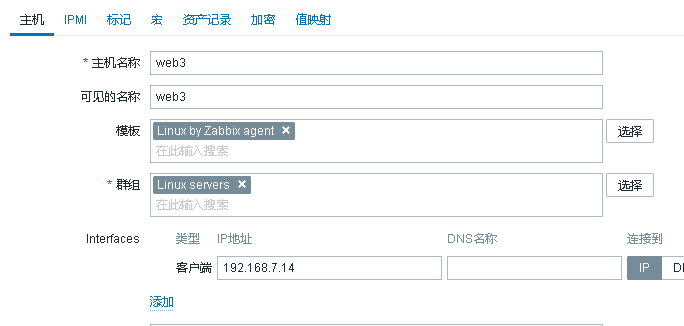 主机 IPMI 标记 宏 资产记录 加密 值映射
* 主机名称 web3
可见的名称 web3
模板 Linux by Zabbix agent ✖ 选择
在此输入搜索
* 群组 Linux servers ✖ 选择
在此输入搜索
Interfaces 类型 IP地址 DNS名称 连接到
客户端 192.168.7.14 IP
添加